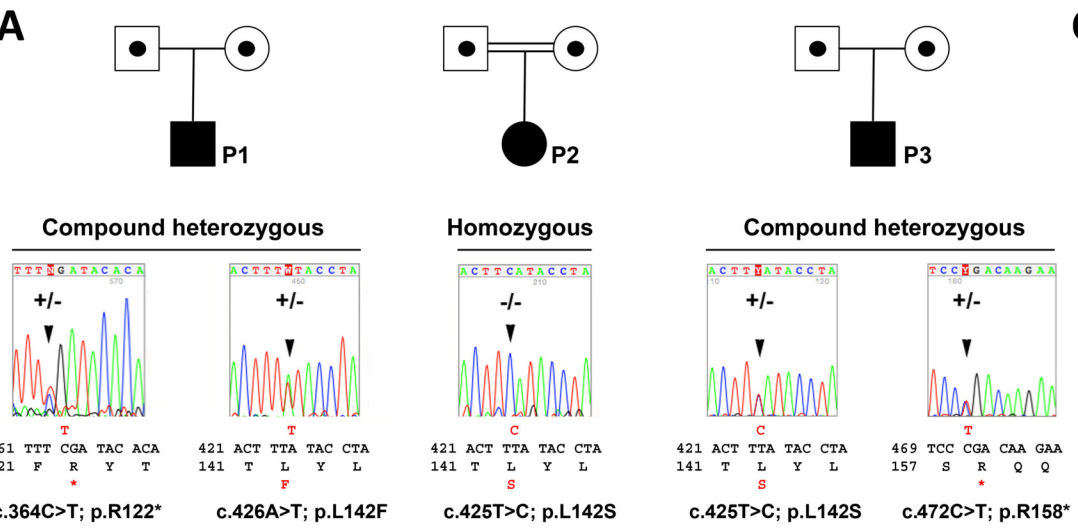 A
P1
P2
P3
Compound heterozygous
Homozygous
Compound heterozygous
TTTNGATACACA
570
+/-
ACTTTWTACCTA
450
+/-
ACTTCATACCTA
210
-/-
ACTTYATACCTA
10 120
+/-
TCCYGACAAGAA
160
+/-
T
61 TTT CGA TAC ACA
21 F R Y T
*
c.364C>T; p.R122*
T
421 ACT TTA TAC CTA
141 T L Y L
F
c.426A>T; p.L142F
C
421 ACT TTA TAC CTA
141 T L Y L
S
c.425T>C; p.L142S
C
421 ACT TTA TAC CTA
141 T L Y L
S
c.425T>C; p.L142S
T
469 TCC CGA CAA GAA
157 S R Q Q
*
c.472C>T; p.R158*